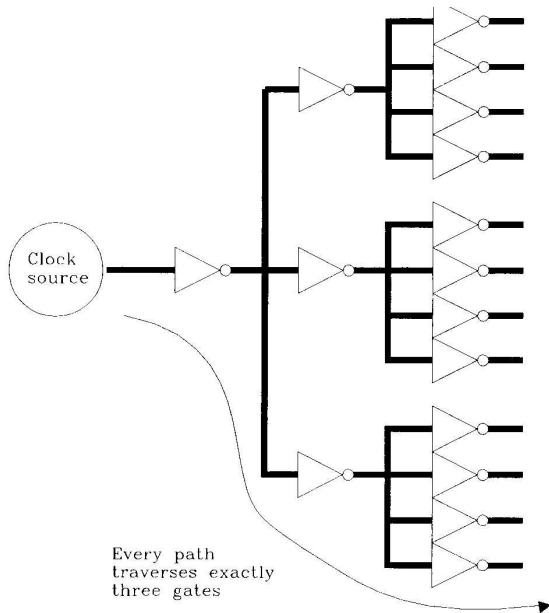 Clock
source
Every path
traverses exactly
three gates